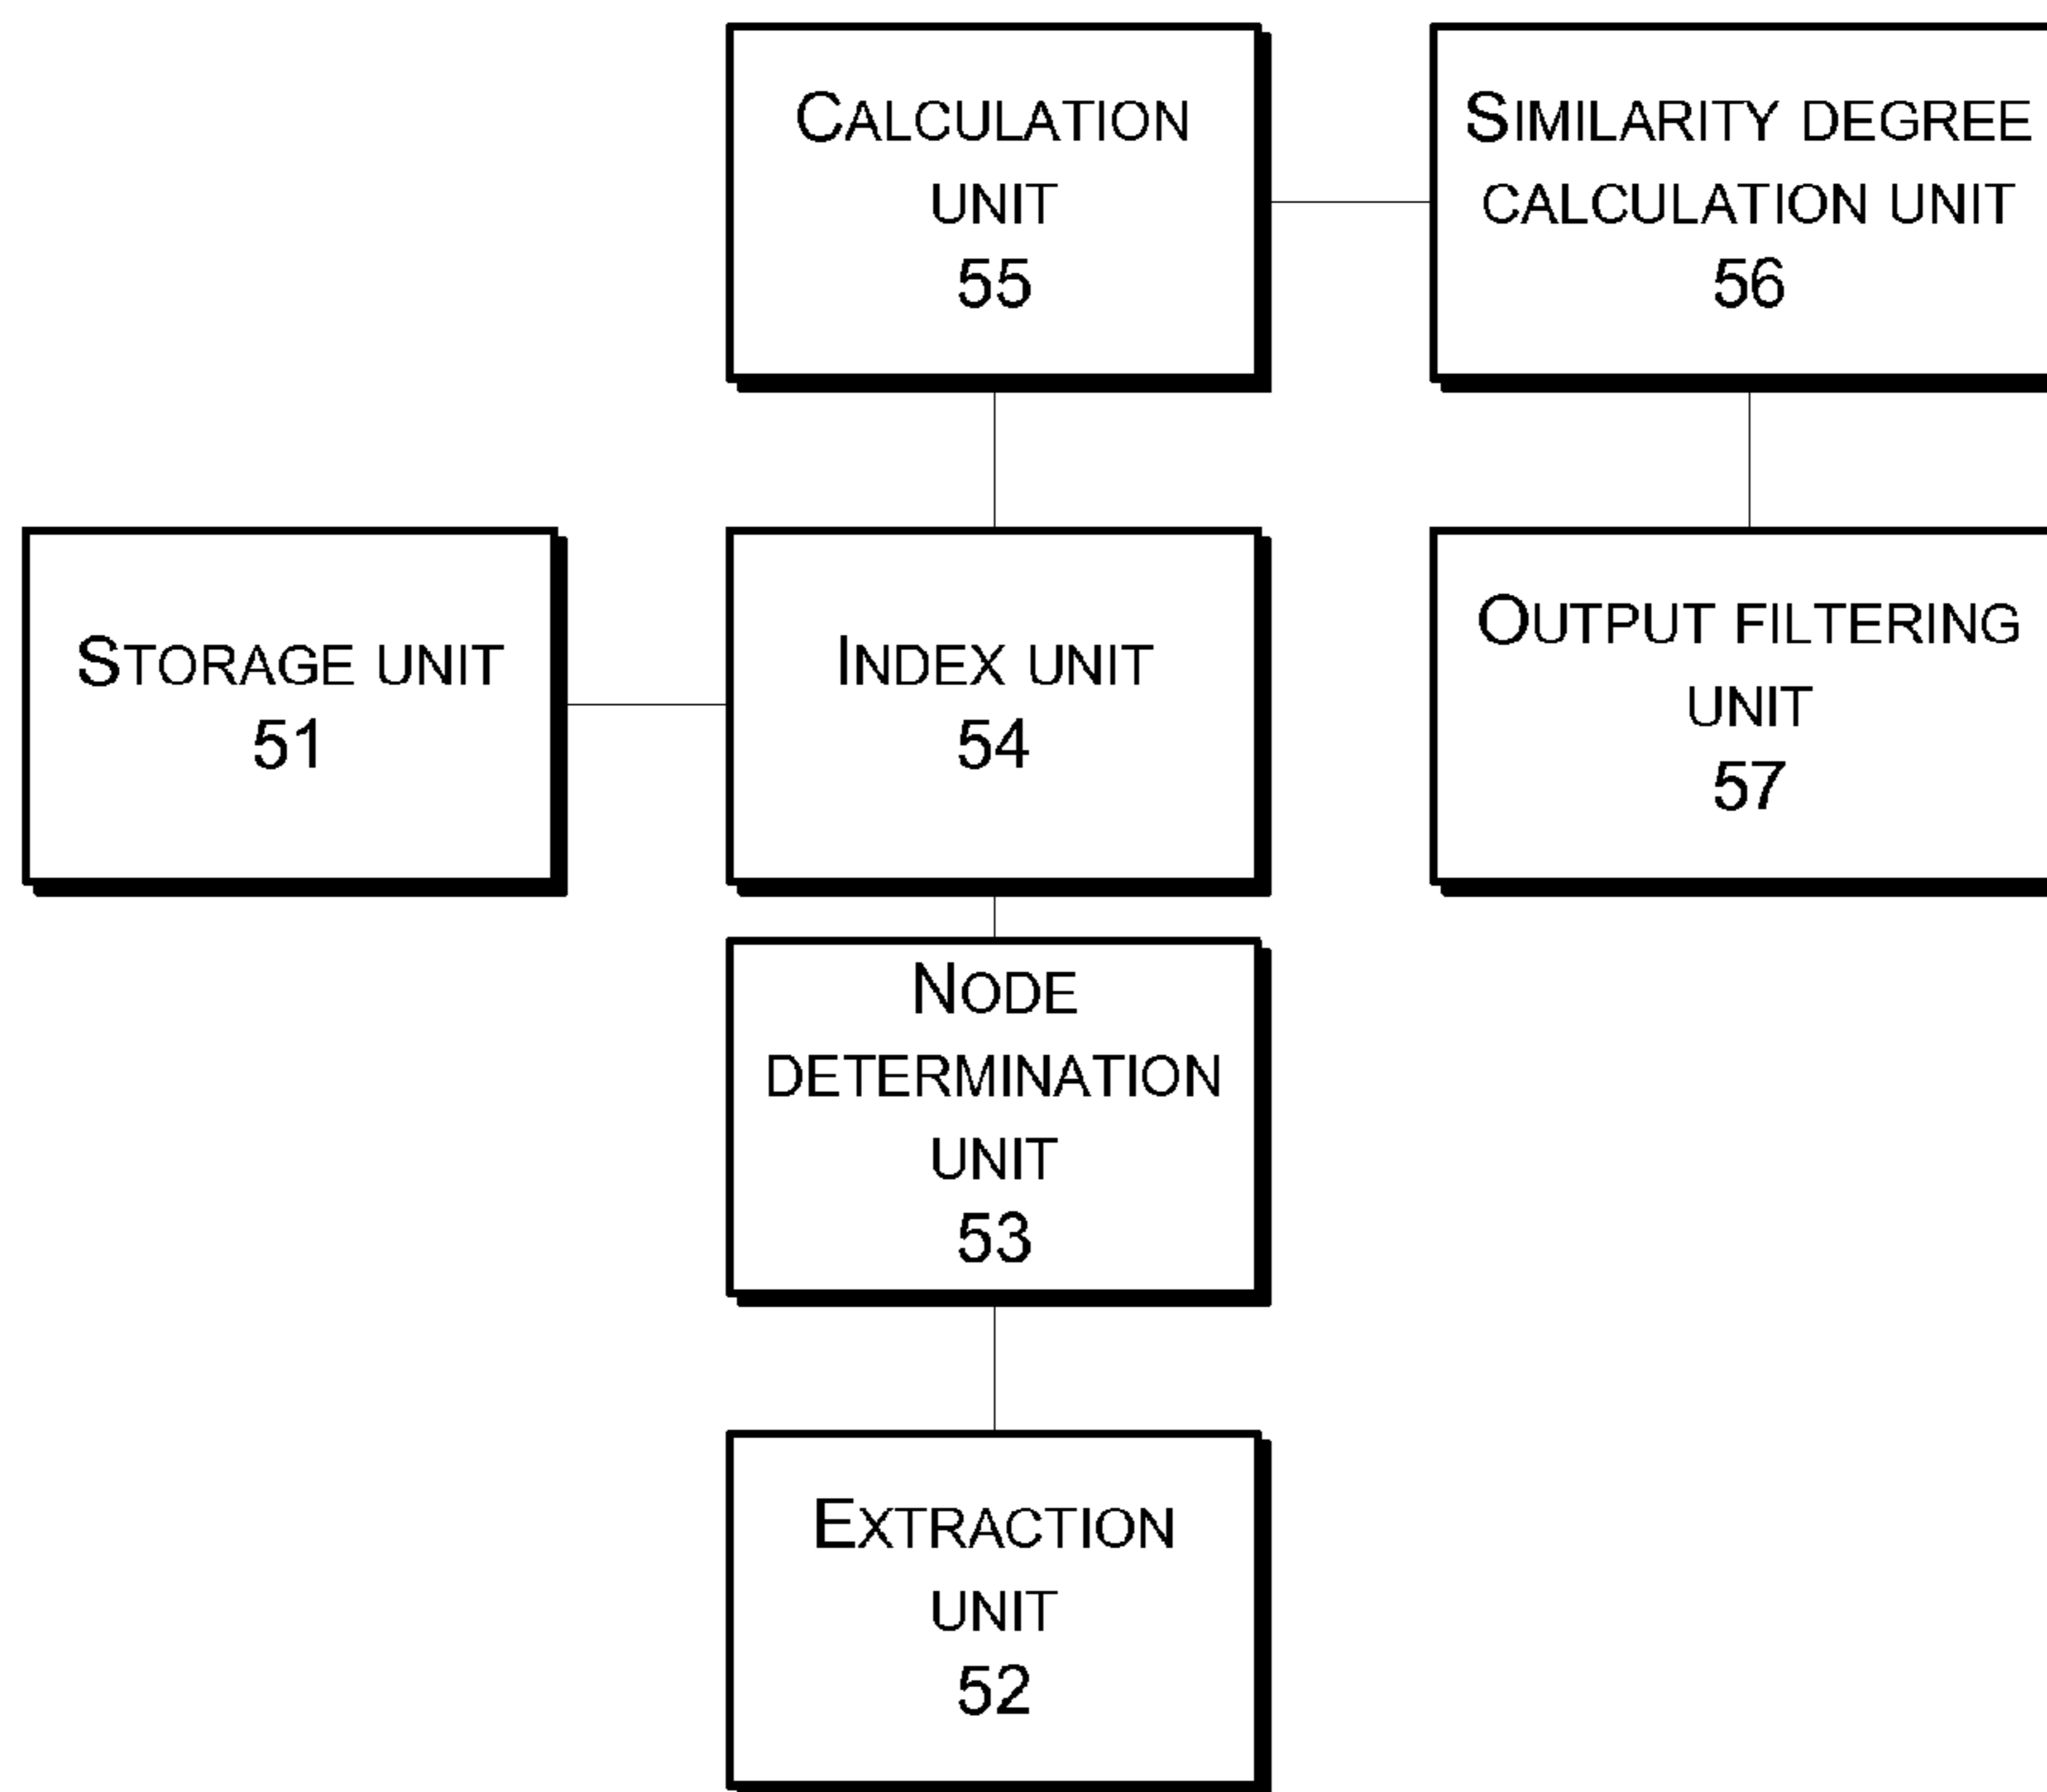 CALCULATION
UNIT
55
SIMILARITY DEGREE
CALCULATION UNIT
56
STORAGE UNIT
51
INDEX UNIT
54
OUTPUT FILTERING
UNIT
57
NODE
DETERMINATION
UNIT
53
EXTRACTION
UNIT
52